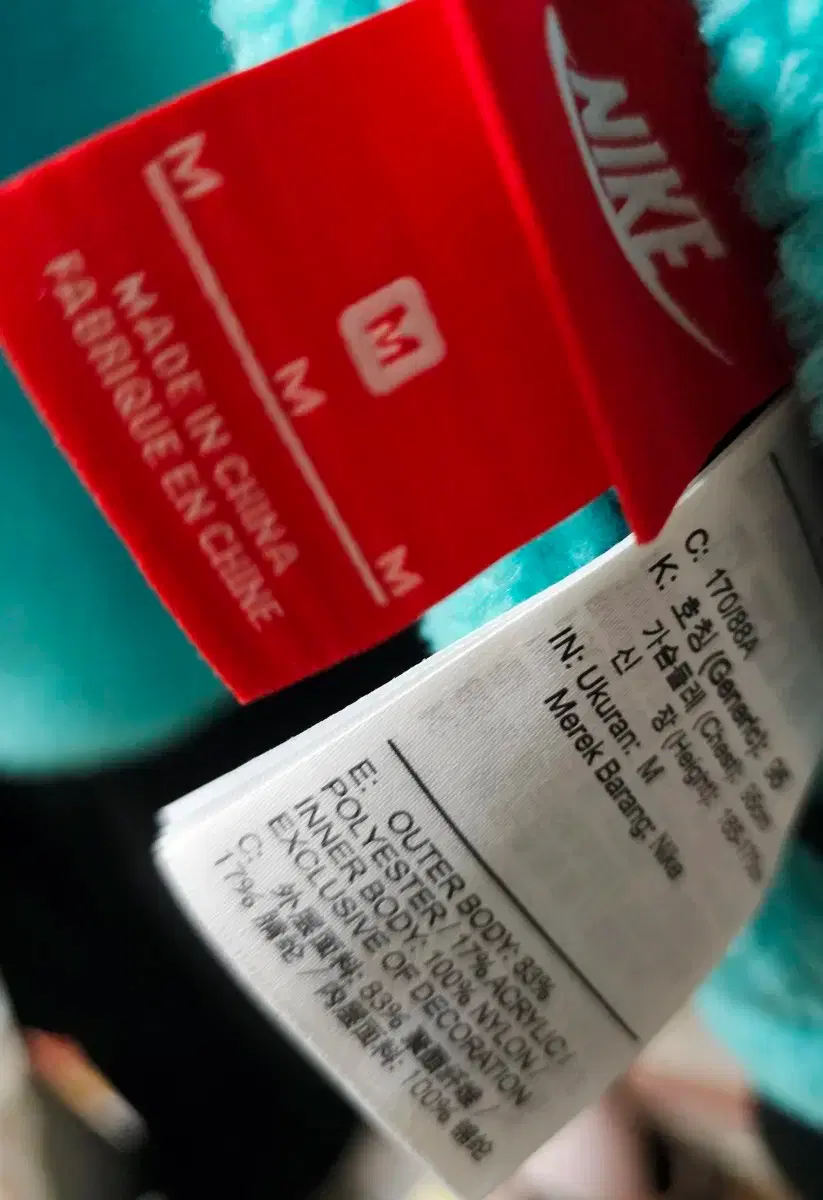 NIKE
M
M
M
M
MADE IN CHINA
FABRIQUE EN CHINE
C: 170/88A
K: 호칭 (Generic): 95
가슴둘레 (Chest): 95cm
신 장 (Height): 165-175cm
IN: Ukuran: M
Merek Barang: Nike
E: OUTER BODY: 83%
POLYESTER / 17% ACRYLIC /
INNER BODY: 100% NYLON /
EXCLUSIVE OF DECORATION
C: 外层面料: 83% 聚酯纤维 /
17% 腈纶 / 内层面料: 100% 锦纶